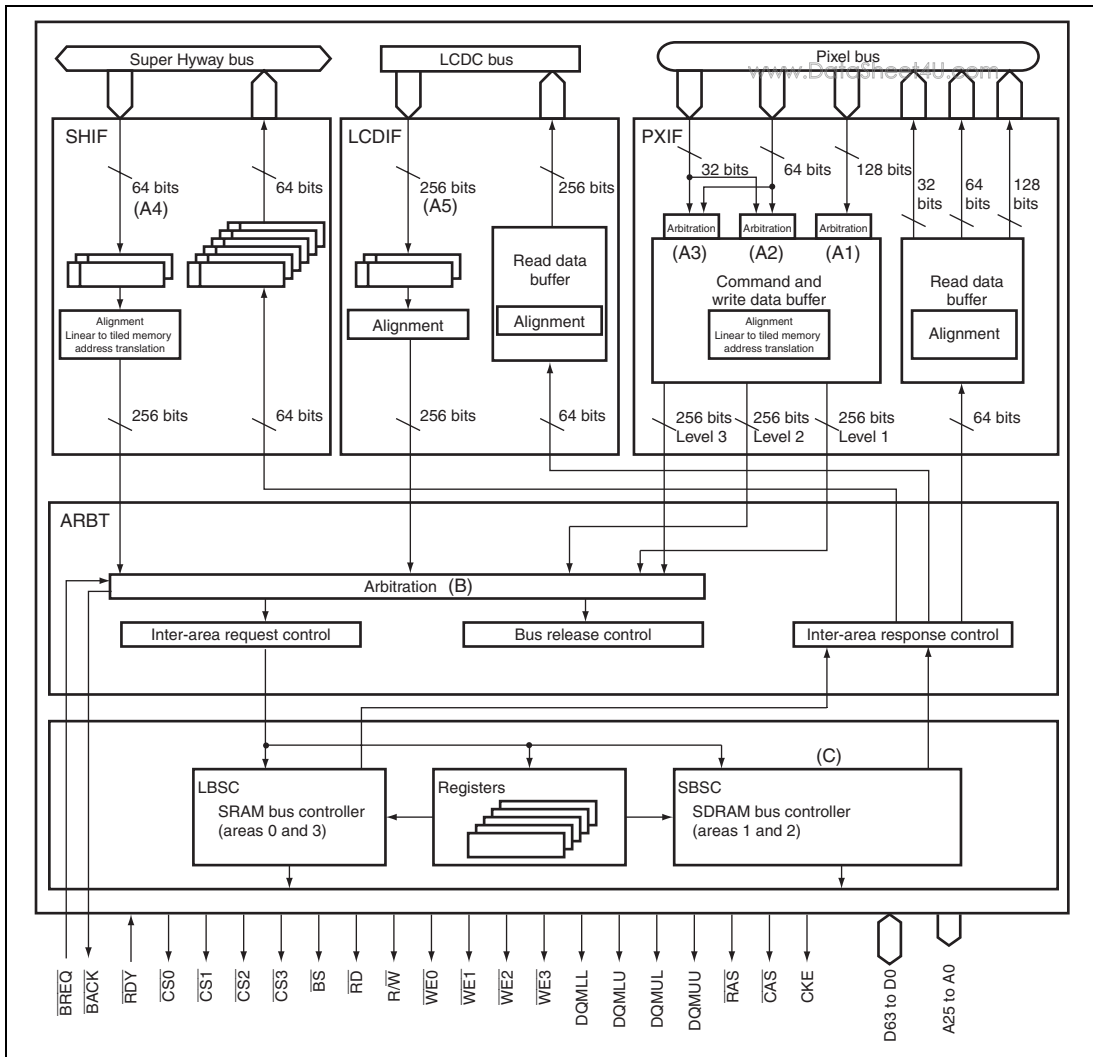 Super Hyway bus
LCDC bus
Pixel bus
www.DataSheet4U.com
SHIF
LCDIF
PXIF
64 bits
(A4)
64 bits
256 bits
(A5)
256 bits
32 bits
64 bits
128 bits
32
bits
64
bits
128
bits
Arbitration
Arbitration
Arbitration
(A3)
(A2)
(A1)
Command and
write data buffer
Alignment
Linear to tiled memory
address translation
Read data
buffer
Alignment
Read data
buffer
Alignment
Alignment
Alignment
Linear to tiled memory
address translation
256 bits
64 bits
256 bits
64 bits
256 bits
Level 3
256 bits
Level 2
256 bits
Level 1
64 bits
ARBT
Arbitration (B)
Inter-area request control
Bus release control
Inter-area response control
(C)
LBSC
SRAM bus controller
(areas 0 and 3)
Registers
SBSC
SDRAM bus controller
(areas 1 and 2)
BREQ
BACK
RDY
CS0
CS1
CS2
CS3
BS
RD
R/W
WE0
WE1
WE2
WE3
DQMLL
DQMLU
DQMUL
DQMUU
RAS
CAS
CKE
D63 to D0
A25 to A0